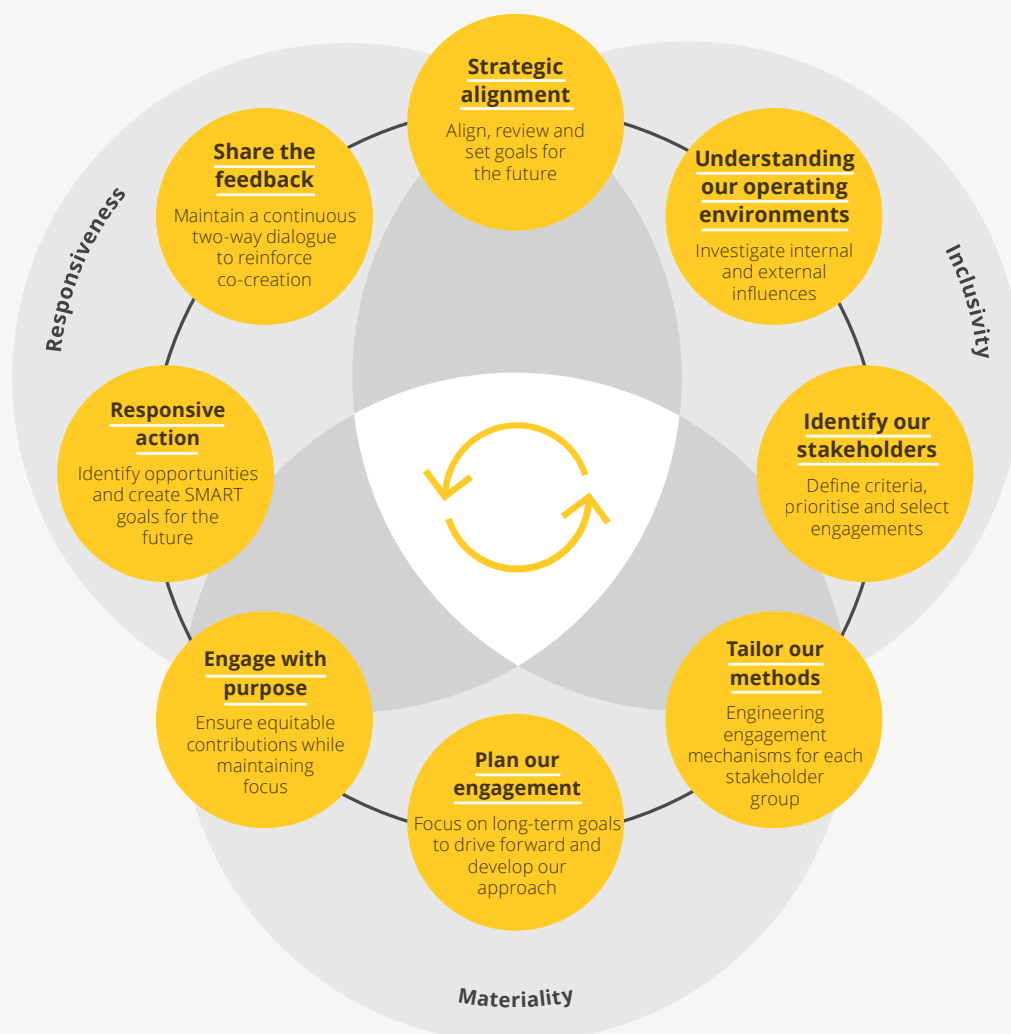 Strategic
alignment
Align, review and
set goals for
the future
Understanding
our operating
environments
Investigate internal
and external
influences
Inclusivity
Identify our
stakeholders
Define criteria,
prioritise and select
engagements
Tailor our
methods
Engineering
engagement
mechanisms for each
stakeholder
group
Plan our
engagement
Focus on long-term goals
to drive forward and
develop our
approach
Materiality
Engage with
purpose
Ensure equitable
contributions while
maintaining
focus
Responsive
action
Identify opportunities
and create SMART
goals for the
future
Responsiveness
Share the
feedback
Maintain a continuous
two-way dialogue
to reinforce
co-creation